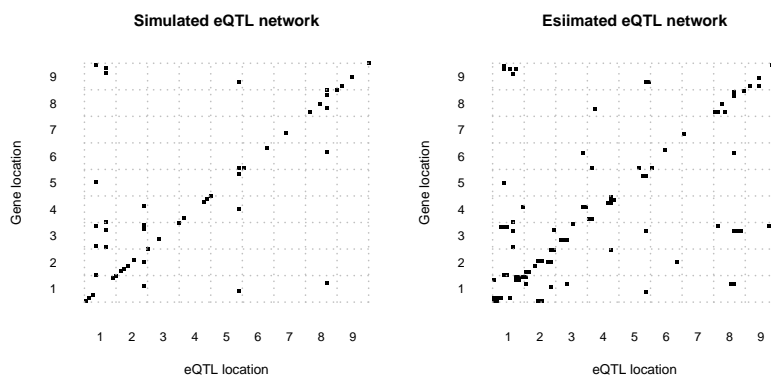 Simulated eQTL network
Gene location
9
8
7
6
5
4
3
2
1
1 2 3 4 5 6 7 8 9
eQTL location
Esiimated eQTL network
Gene location
9
8
7
6
5
4
3
2
1
1 2 3 4 5 6 7 8 9
eQTL location